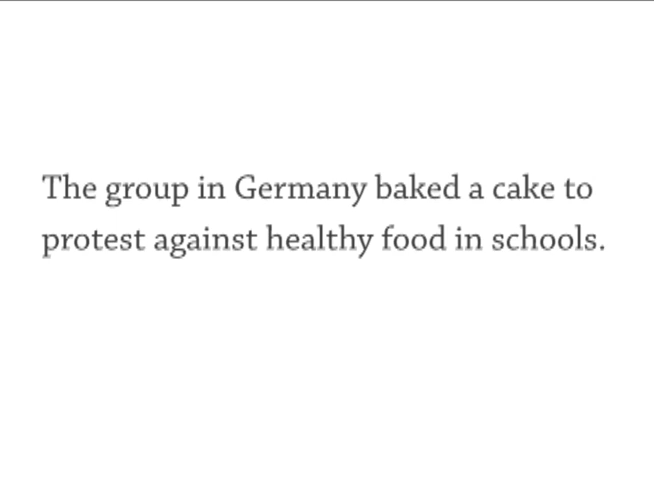 The group in Germany baked a cake to
protest against healthy food in schools.